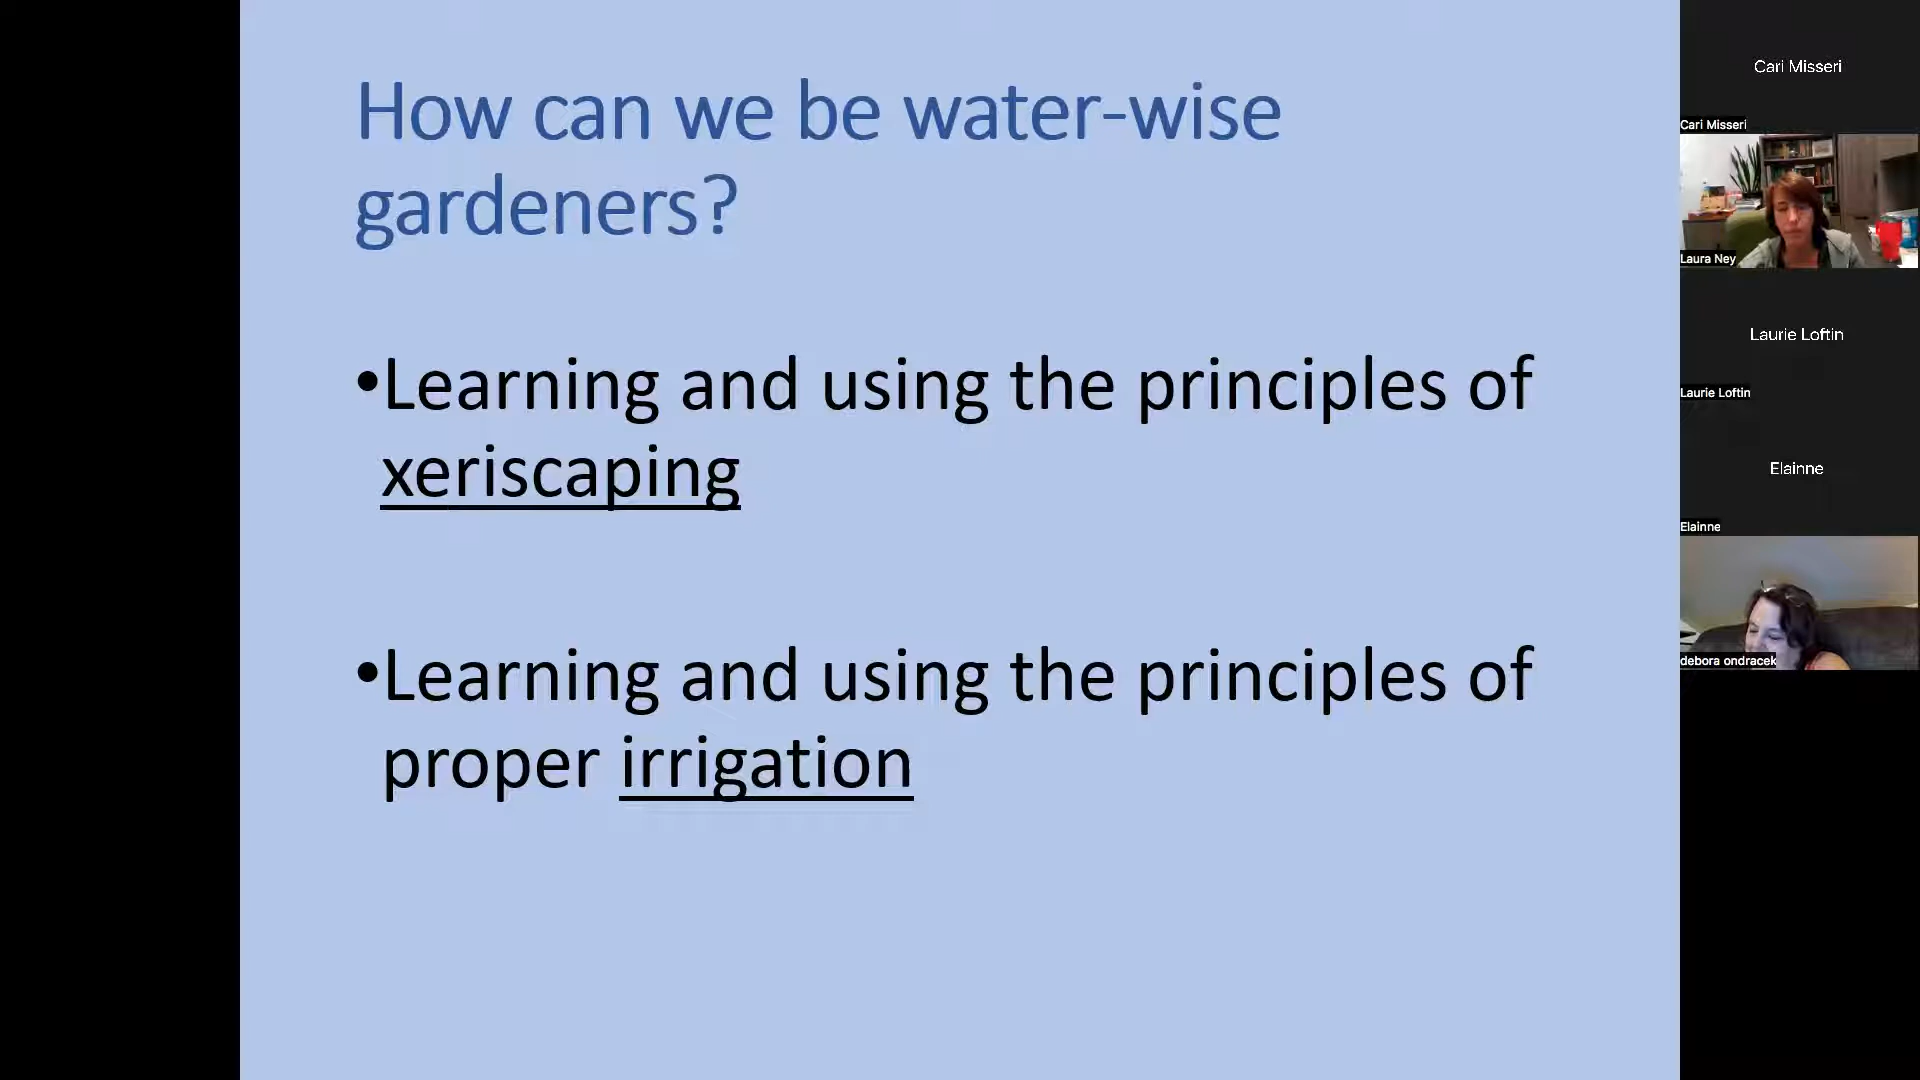 How can we be water-wise
gardeners?
•Learning and using the principles of
xeriscaping
•Learning and using the principles of
proper irrigation
Cari Misseri
Cari Misseri
Laura Ney
Laurie Loftin
Laurie Loftin
Elainne
Elainne
debora ondracek